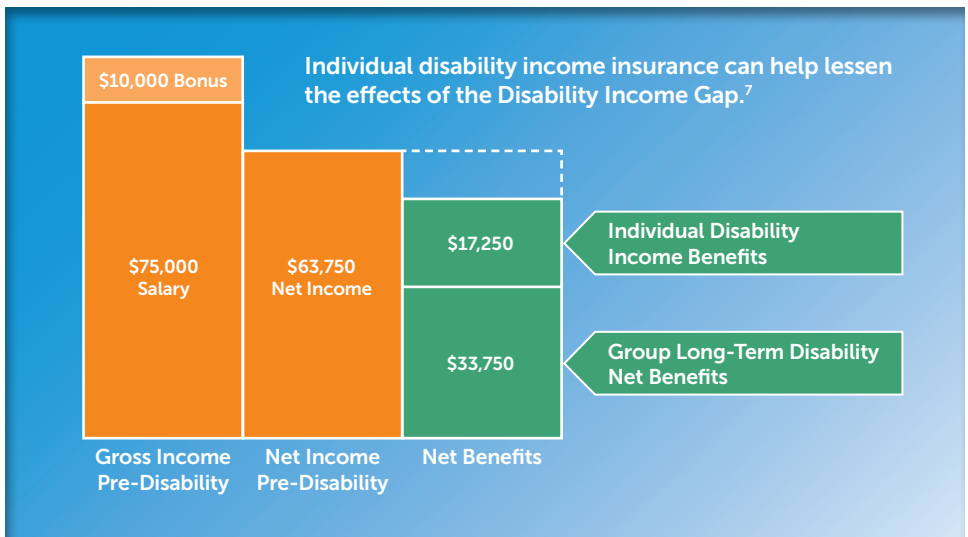 Individual disability income insurance can help lessen
the effects of the Disability Income Gap.7
$10,000 Bonus
$75,000
Salary
$63,750
Net Income
$17,250
$33,750
Individual Disability
Income Benefits
Group Long-Term Disability
Net Benefits
Gross Income
Pre-Disability
Net Income
Pre-Disability
Net Benefits